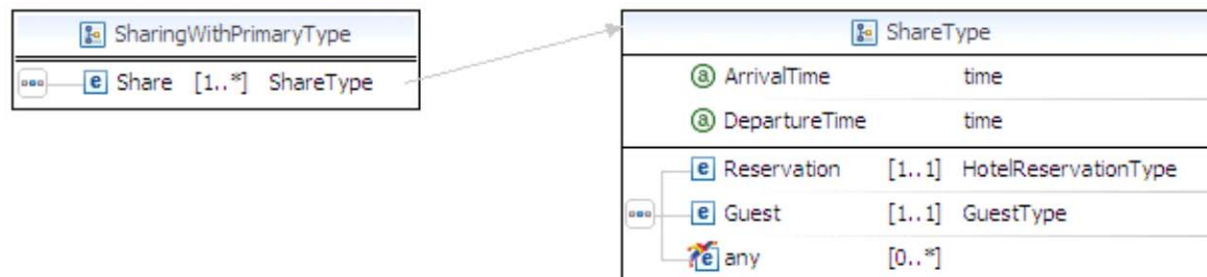 SharingWithPrimaryType
e Share [1..*] ShareType
ShareType
a ArrivalTime time
a DepartureTime time
e Reservation [1..1] HotelReservationType
e Guest [1..1] GuestType
e any [0..*]